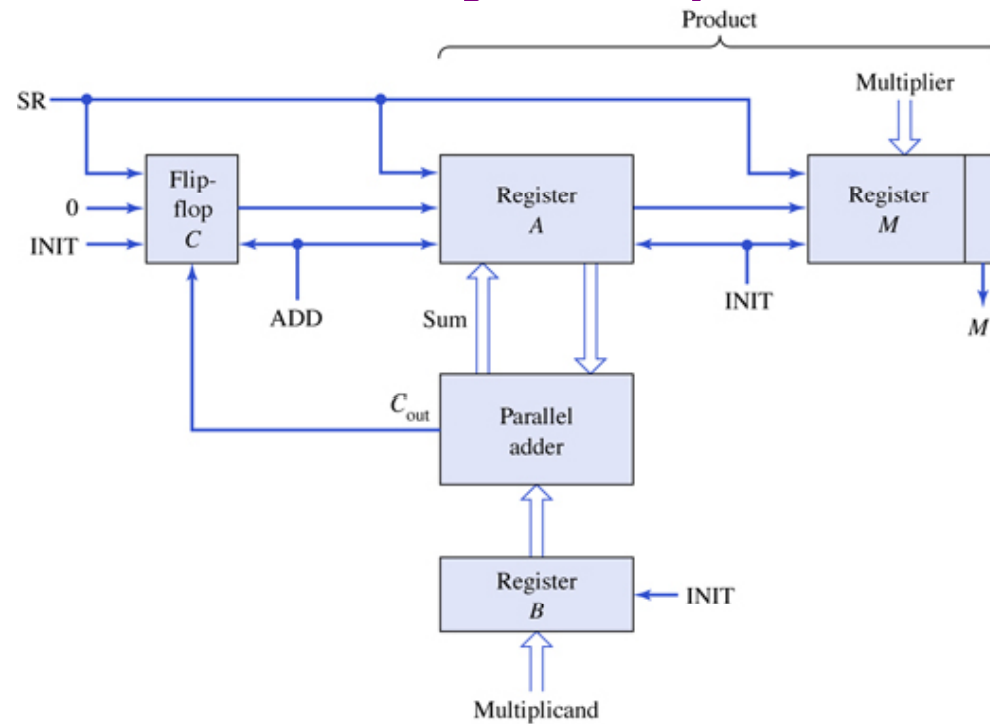 Product
SR
Multiplier
Flip-
flop
C
0
INIT
Register
A
Register
M
ADD
INIT
M
Sum
C out
Parallel
adder
Register
B
INIT
Multiplicand